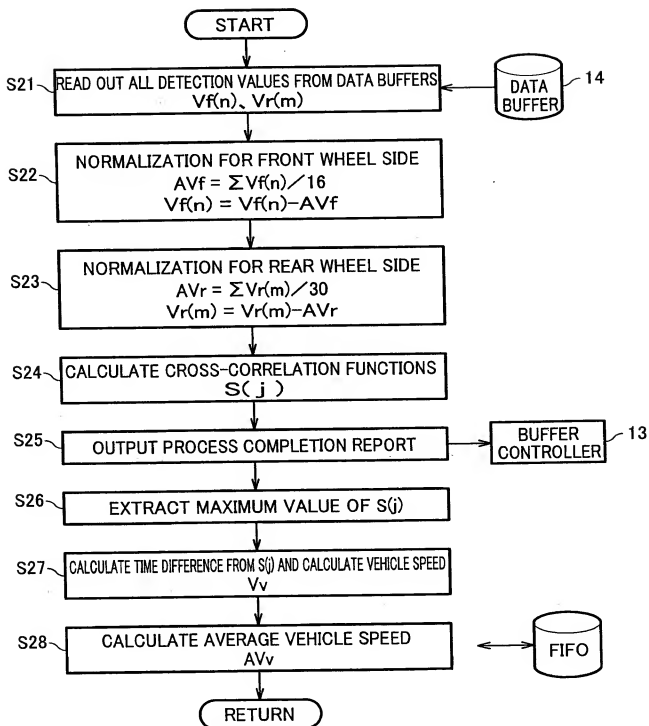 START
S21
READ OUT ALL DETECTION VALUES FROM DATA BUFFERS
Vf(n)、Vr(m)
DATA
BUFFER
14
S22
NORMALIZATION FOR FRONT WHEEL SIDE
AVf = ΣVf(n)／16
Vf(n) = Vf(n)-AVf
S23
NORMALIZATION FOR REAR WHEEL SIDE
AVr = ΣVr(m)／30
Vr(m) = Vr(m)-AVr
S24
CALCULATE CROSS-CORRELATION FUNCTIONS
S(j)
S25
OUTPUT PROCESS COMPLETION REPORT
BUFFER
CONTROLLER
13
S26
EXTRACT MAXIMUM VALUE OF S(j)
S27
CALCULATE TIME DIFFERENCE FROM S(j) AND CALCULATE VEHICLE SPEED
Vv
S28
CALCULATE AVERAGE VEHICLE SPEED
AVv
FIFO
RETURN